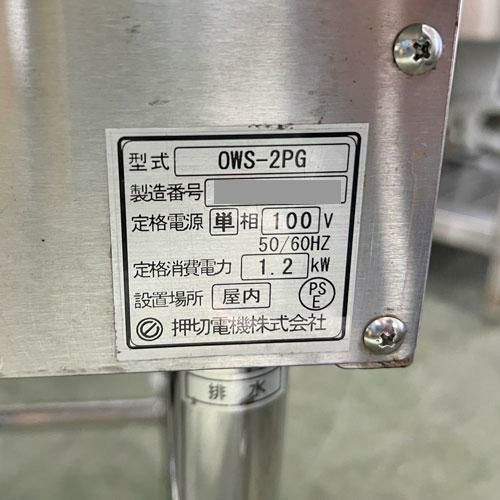 型式 OWS-2PG
製造番号
定格電源 単相 100 V
50/60HZ
定格消費電力 1.2 kW
設置場所 屋内 PS E
押切電機株式会社
排水